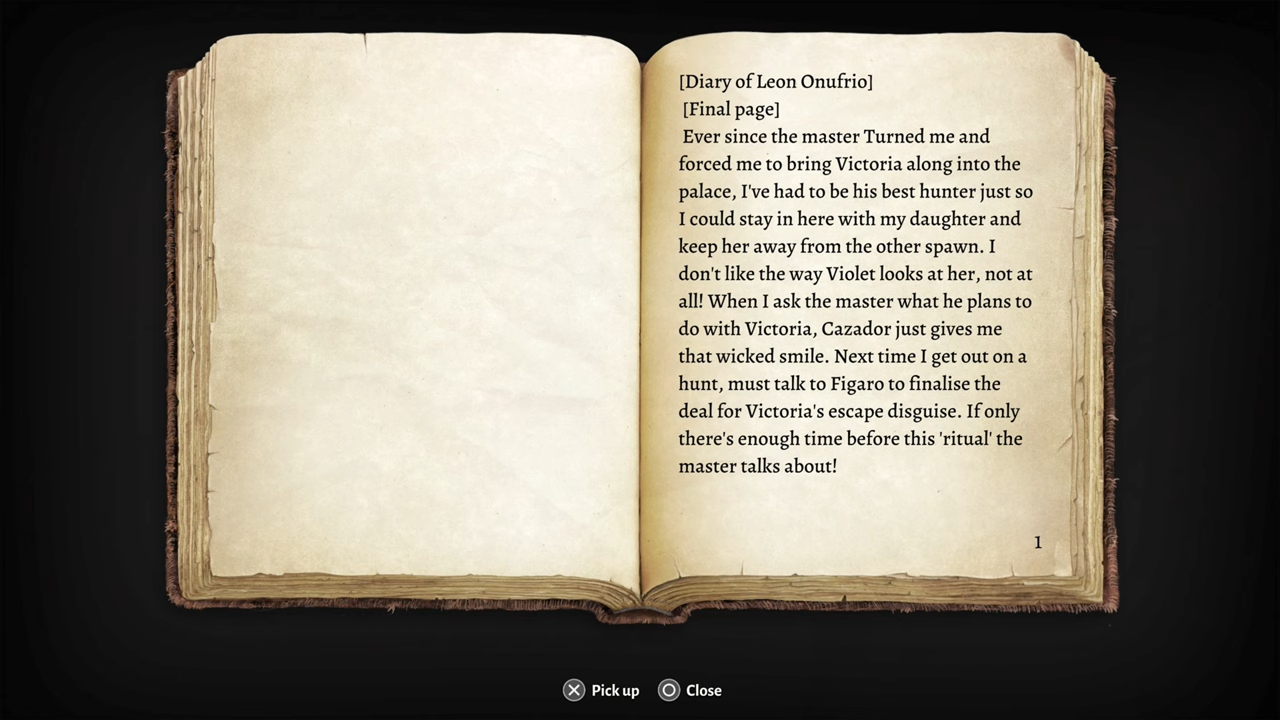 [Diary of Leon Onufrio]
[Final page]
Ever since the master Turned me and
forced me to bring Victoria along into the
palace, I've had to be his best hunter just so
I could stay in here with my daughter and
keep her away from the other spawn. I
don't like the way Violet looks at her, not at
all! When I ask the master what he plans to
do with Victoria, Cazador just gives me
that wicked smile. Next time I get out on a
hunt, must talk to Figaro to finalise the
deal for Victoria's escape disguise. If only
there's enough time before this 'ritual' the
master talks about!
1
Pick up
Close